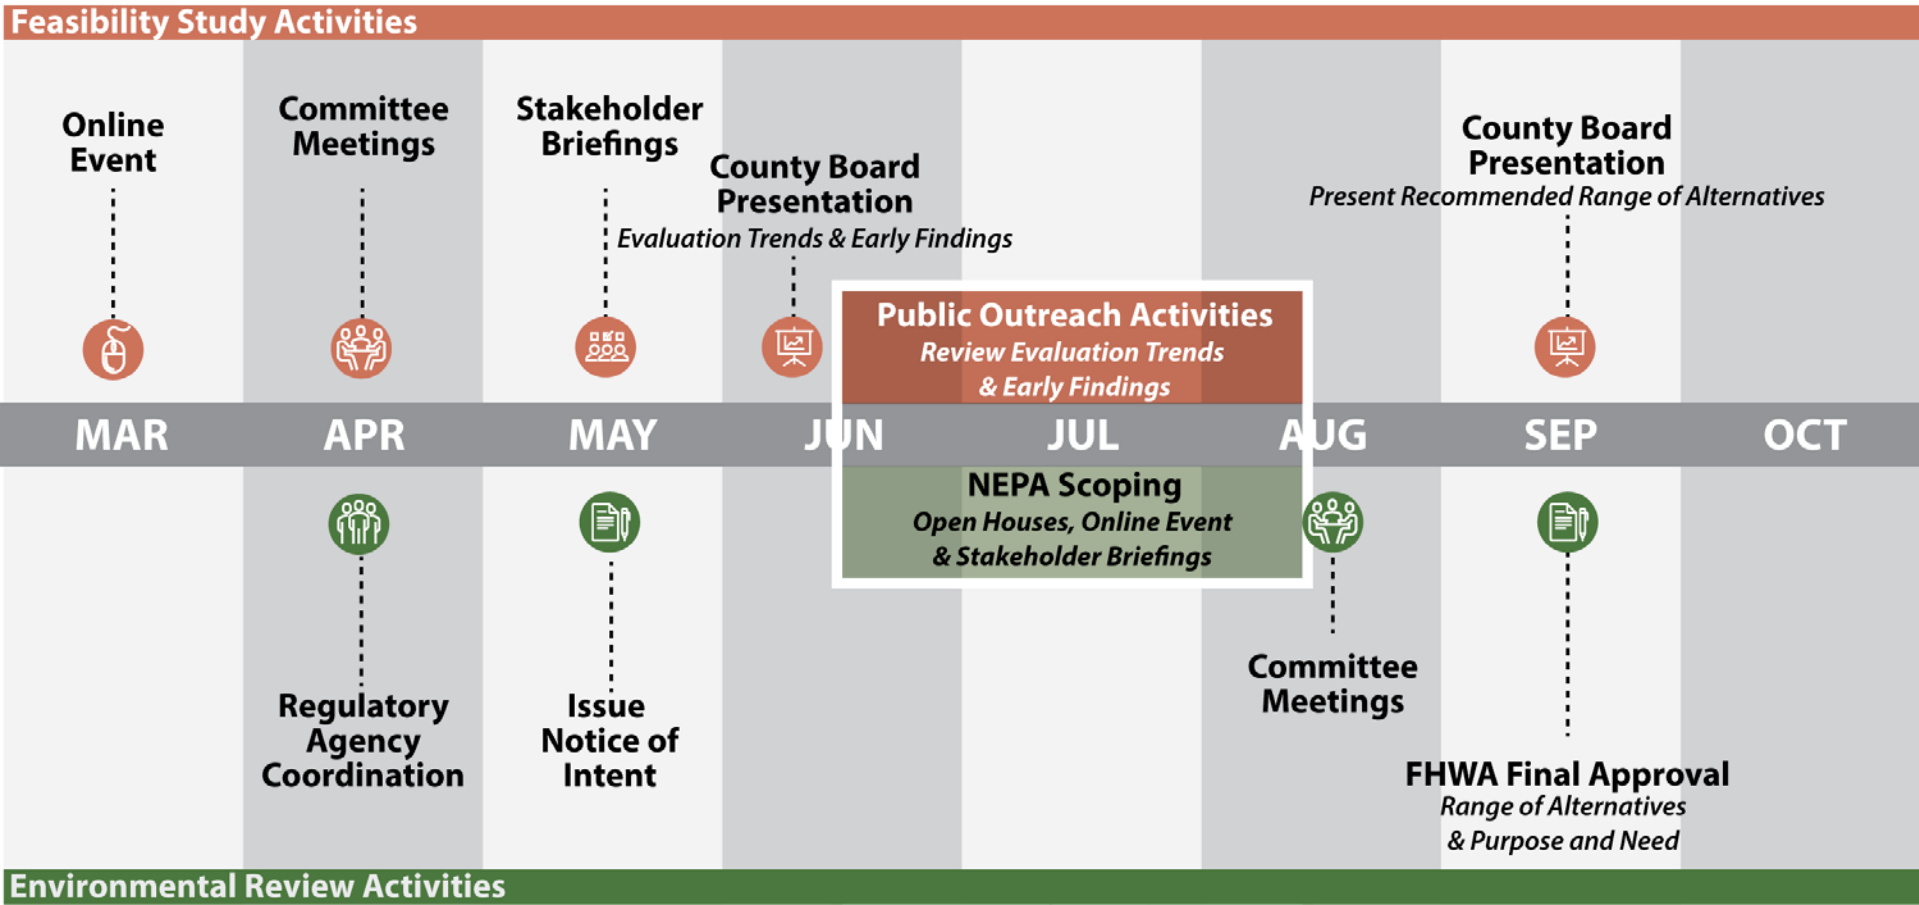 Feasibility Study Activities
Online
Event
Committee
Meetings
Stakeholder
Briefings
County Board
Presentation
Evaluation Trends & Early Findings
County Board
Presentation
Present Recommended Range of Alternatives
Public Outreach Activities
Review Evaluation Trends
& Early Findings
MAR APR MAY JUN JUL AUG SEP OCT
NEPA Scoping
Open Houses, Online Event
& Stakeholder Briefings
Regulatory
Agency
Coordination
Issue
Notice of
Intent
Committee
Meetings
FHWA Final Approval
Range of Alternatives
& Purpose and Need
Environmental Review Activities